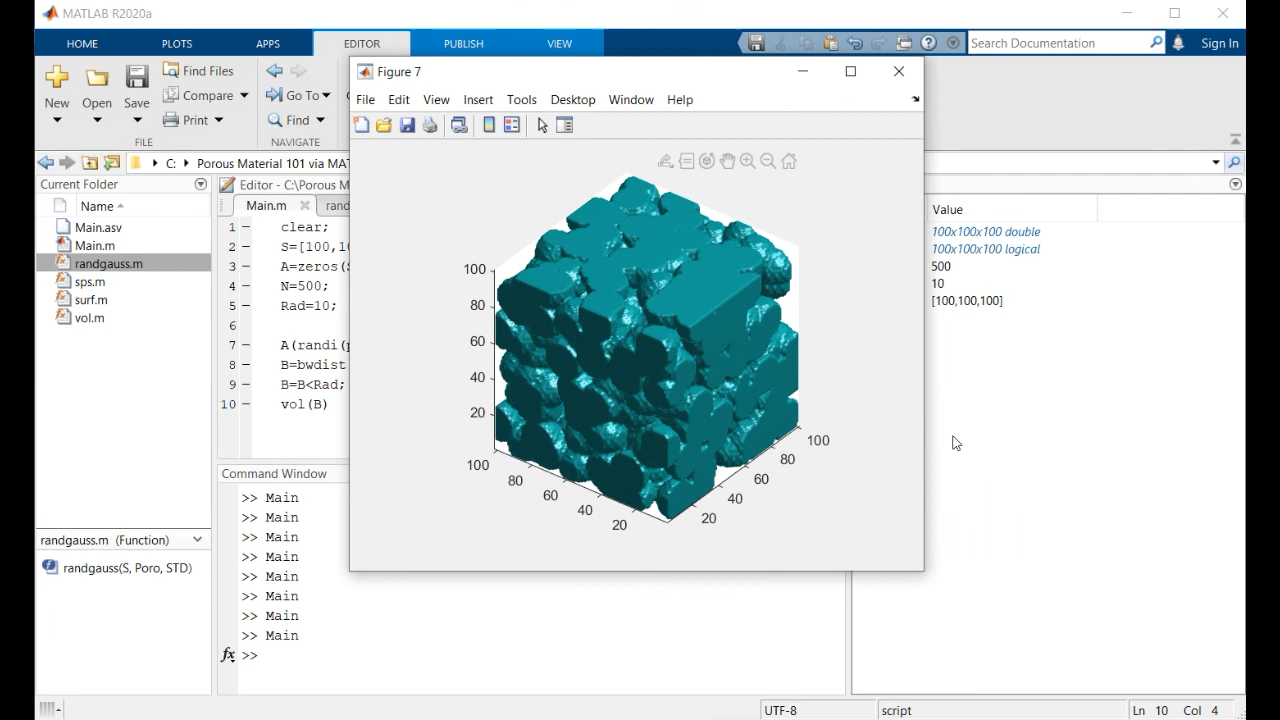 MATLAB R2020a
HOME PLOTS APPS EDITOR PUBLISH VIEW Search Documentation Sign In
New Open Save Find Files Compare Print Go To Find
FILE NAVIGATE
C: Porous Material 101 via MAT
Current Folder
Name
Main.asv
Main.m
randgauss.m
sps.m
surf.m
vol.m
randgauss.m (Function)
randgauss(S, Poro, STD)
Editor - C:\Porous M
Main.m rand
1 clear;
2 S=[100,10
3 A=zeros(S
4 N=500;
5 Rad=10;
6
7 A(randi(p
8 B=bwdist
9 B=B<Rad;
10 vol(B)
Command Window
>> Main
>> Main
>> Main
>> Main
>> Main
>> Main
>> Main
>> Main
fx >>
Figure 7
File Edit View Insert Tools Desktop Window Help
100
80
60
40
20
100 80 60 40 20
20 40 60 80 100
Value
100x100x100 double
100x100x100 logical
500
10
[100,100,100]
UTF-8 script Ln 10 Col 4